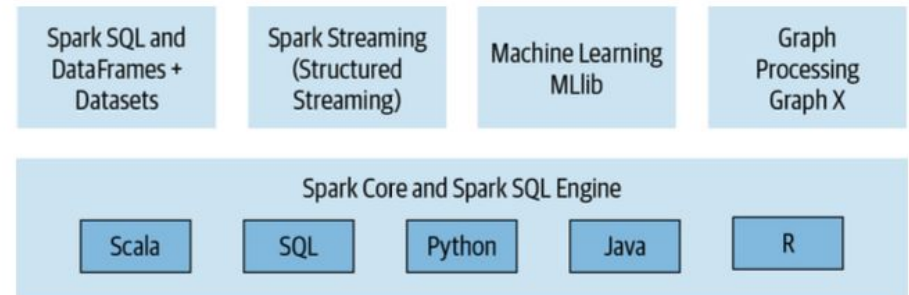 Spark SQL and
DataFrames +
Datasets
Spark Streaming
(Structured
Streaming)
Machine Learning
MLlib
Graph
Processing
Graph X
Spark Core and Spark SQL Engine
Scala
SQL
Python
Java
R